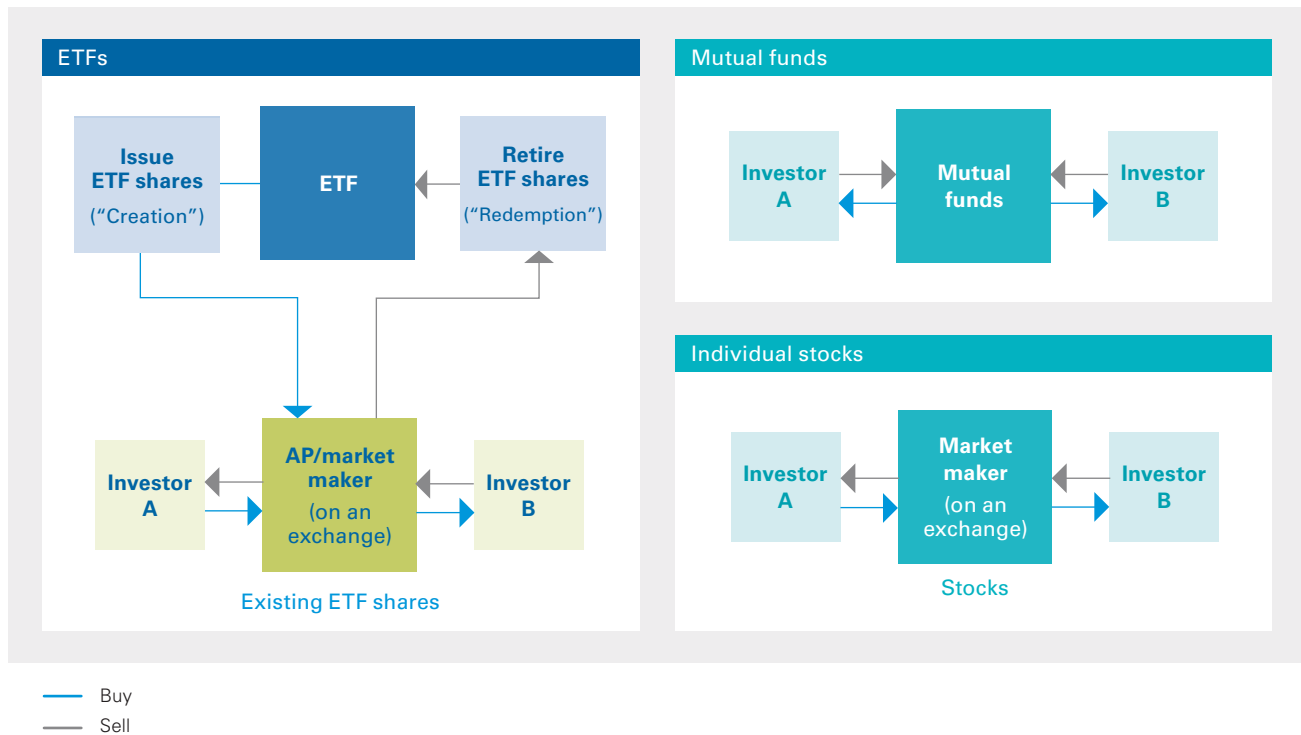 ETFs
Issue
ETF shares
(“Creation”)
ETF
Retire
ETF shares
(“Redemption”)
Investor
A
AP/market
maker
(on an
exchange)
Investor
B
Existing ETF shares
Mutual funds
Investor
A
Mutual
funds
Investor
B
Individual stocks
Investor
A
Market
maker
(on an
exchange)
Investor
B
Stocks
Buy
Sell